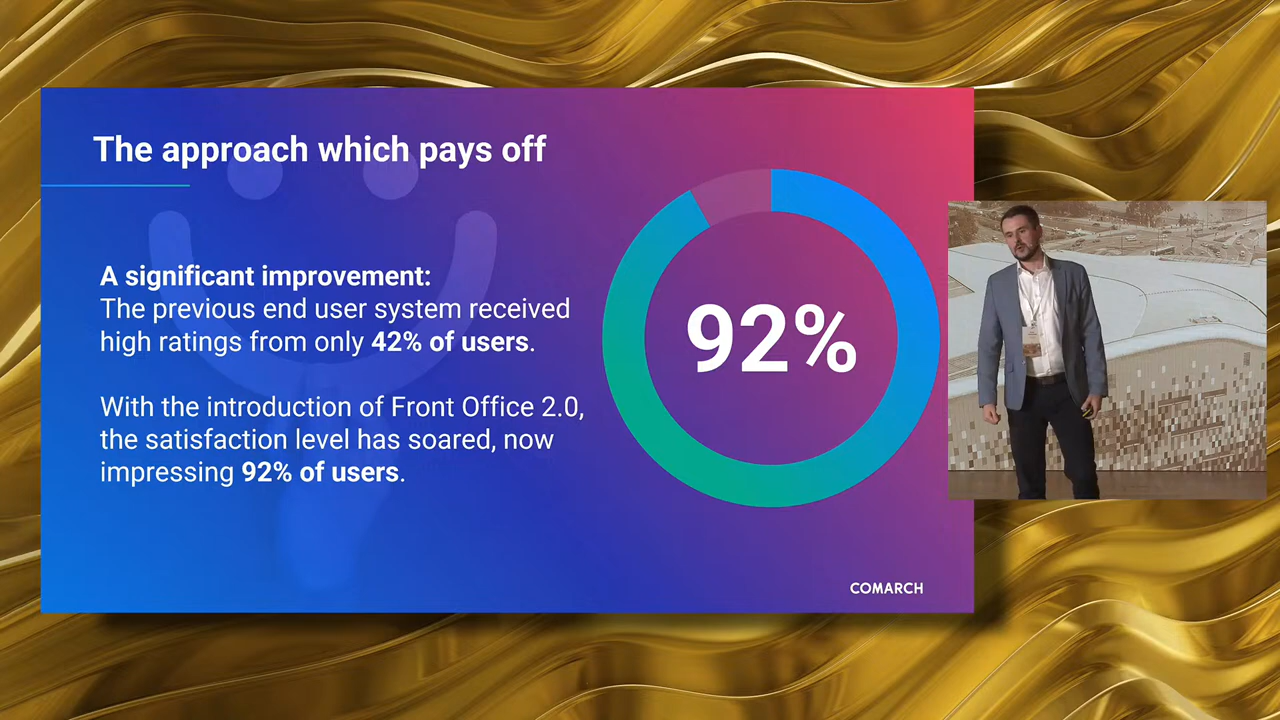 The approach which pays off
A significant improvement:
The previous end user system received
high ratings from only 42% of users.
With the introduction of Front Office 2.0,
the satisfaction level has soared, now
impressing 92% of users.
92%
COMARCH